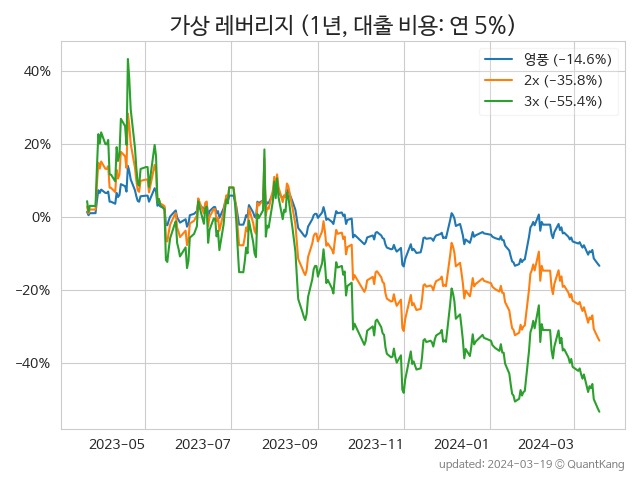 가상 레버리지 (1년, 대출 비용: 연 5%)
영풍 (−14.6%)
2x (−35.8%)
3x (−55.4%)
40%
20%
0%
−20%
−40%
2023-05 2023-07 2023-09 2023-11 2024-01 2024-03
updated: 2024-03-19 © QuantKang